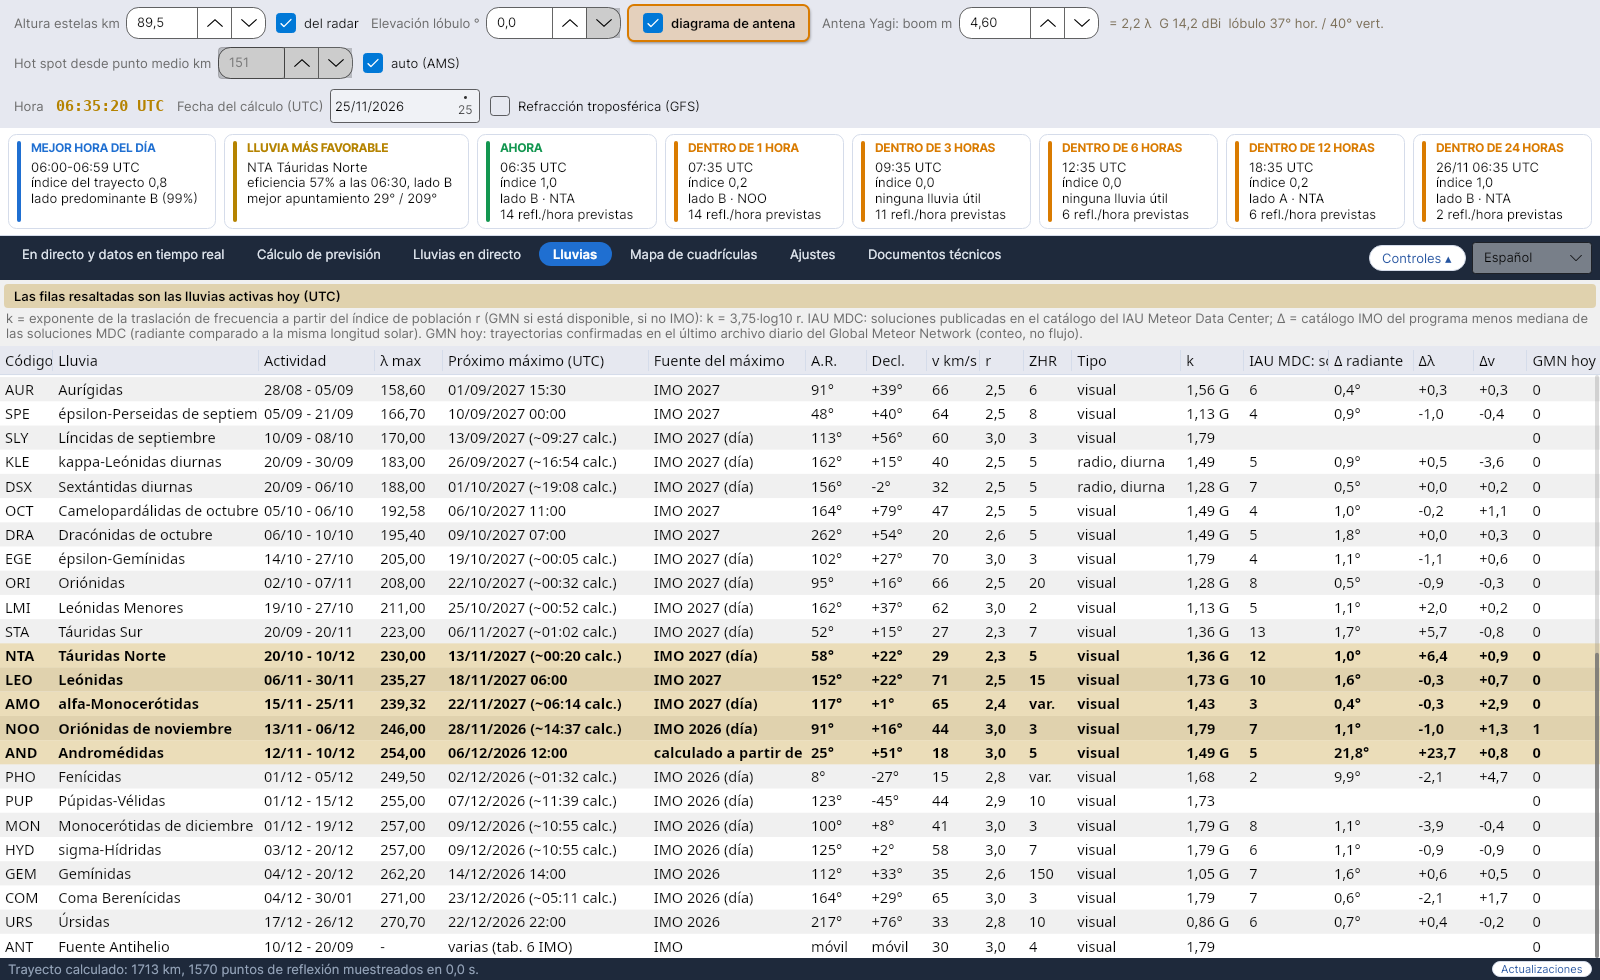 Altura estelas km 89,5 del radar Elevación lóbulo ° 0,0 diagrama de antena Antena Yagi: boom m 4,60 = 2,2 λ G 14,2 dBi lóbulo 37° hor. / 40° vert.
Hot spot desde punto medio km 151 auto (AMS)
Hora 06:35:20 UTC Fecha del cálculo (UTC) 25/11/2026 25 Refracción troposférica (GFS)
MEJOR HORA DEL DÍA
06:00-06:59 UTC
índice del trayecto 0,8
lado predominante B (99%)
LLUVIA MÁS FAVORABLE
NTA Táuridas Norte
eficiencia 57% a las 06:30, lado B
mejor apuntamiento 29° / 209°
AHORA
06:35 UTC
índice 1,0
lado B · NTA
14 refl./hora previstas
DENTRO DE 1 HORA
07:35 UTC
índice 0,2
lado B · NOO
14 refl./hora previstas
DENTRO DE 3 HORAS
09:35 UTC
índice 0,0
ninguna lluvia útil
11 refl./hora previstas
DENTRO DE 6 HORAS
12:35 UTC
índice 0,0
ninguna lluvia útil
6 refl./hora previstas
DENTRO DE 12 HORAS
18:35 UTC
índice 0,2
lado A · NTA
6 refl./hora previstas
DENTRO DE 24 HORAS
26/11 06:35 UTC
índice 1,0
lado B · NTA
2 refl./hora previstas
En directo y datos en tiempo real Cálculo de previsión Lluvias en directo Lluvias Mapa de cuadrículas Ajustes Documentos técnicos Controles ▴ Español
Las filas resaltadas son las lluvias activas hoy (UTC)
k = exponente de la traslación de frecuencia a partir del índice de población r (GMN si está disponible, si no IMO): k = 3,75·log10 r. IAU MDC: soluciones publicadas en el catálogo del IAU Meteor Data Center; Δ = catálogo IMO del programa menos mediana de
las soluciones MDC (radiante comparado a la misma longitud solar). GMN hoy: trayectorias confirmadas en el último archivo diario del Global Meteor Network (conteo, no flujo).
Código Lluvia Actividad λ max Próximo máximo (UTC) Fuente del máximo A.R. Decl. v km/s r ZHR Tipo k IAU MDC: so Δ radiante Δλ Δv GMN hoy
AUR Aurígidas 28/08 - 05/09 158,60 01/09/2027 15:30 IMO 2027 91° +39° 66 2,5 6 visual 1,56 G 6 0,4° +0,3 +0,3 0
SPE épsilon-Perseidas de septiem 05/09 - 21/09 166,70 10/09/2027 00:00 IMO 2027 48° +40° 64 2,5 8 visual 1,13 G 4 0,9° -1,0 -0,4 0
SLY Líncidas de septiembre 10/09 - 08/10 170,00 13/09/2027 (~09:27 calc.) IMO 2027 (día) 113° +56° 60 3,0 3 visual 1,79 0
KLE kappa-Leónidas diurnas 20/09 - 30/09 183,00 26/09/2027 (~16:54 calc.) IMO 2027 (día) 162° +15° 40 2,5 5 radio, diurna 1,49 5 0,9° +0,5 -3,6 0
DSX Sextántidas diurnas 20/09 - 06/10 188,00 01/10/2027 (~19:08 calc.) IMO 2027 (día) 156° -2° 32 2,5 5 radio, diurna 1,28 G 7 0,5° +0,0 +0,2 0
OCT Camelopardálidas de octubre 05/10 - 06/10 192,58 06/10/2027 11:00 IMO 2027 164° +79° 47 2,5 5 visual 1,49 G 4 1,0° -0,2 +1,1 0
DRA Dracónidas de octubre 06/10 - 10/10 195,40 09/10/2027 07:00 IMO 2027 262° +54° 20 2,6 5 visual 1,49 G 5 1,8° +0,0 +0,3 0
EGE épsilon-Gemínidas 14/10 - 27/10 205,00 19/10/2027 (~00:05 calc.) IMO 2027 (día) 102° +27° 70 3,0 3 visual 1,79 4 1,1° -1,1 +0,6 0
ORI Oriónidas 02/10 - 07/11 208,00 22/10/2027 (~00:32 calc.) IMO 2027 (día) 95° +16° 66 2,5 20 visual 1,28 G 8 0,5° -0,9 -0,3 0
LMI Leónidas Menores 19/10 - 27/10 211,00 25/10/2027 (~00:52 calc.) IMO 2027 (día) 162° +37° 62 3,0 2 visual 1,13 G 5 1,1° +2,0 +0,2 0
STA Táuridas Sur 20/09 - 20/11 223,00 06/11/2027 (~01:02 calc.) IMO 2027 (día) 52° +15° 27 2,3 7 visual 1,36 G 13 1,7° +5,7 -0,8 0
NTA Táuridas Norte 20/10 - 10/12 230,00 13/11/2027 (~00:20 calc.) IMO 2027 (día) 58° +22° 29 2,3 5 visual 1,36 G 12 1,0° +6,4 +0,9 0
LEO Leónidas 06/11 - 30/11 235,27 18/11/2027 06:00 IMO 2027 152° +22° 71 2,5 15 visual 1,73 G 10 1,6° -0,3 +0,7 0
AMO alfa-Monocerótidas 15/11 - 25/11 239,32 22/11/2027 (~06:14 calc.) IMO 2027 (día) 117° +1° 65 2,4 var. visual 1,43 3 0,4° -0,3 +2,9 0
NOO Oriónidas de noviembre 13/11 - 06/12 246,00 28/11/2026 (~14:37 calc.) IMO 2026 (día) 91° +16° 44 3,0 3 visual 1,79 7 1,1° -1,0 +1,3 1
AND Andromédidas 12/11 - 10/12 254,00 06/12/2026 12:00 calculado a partir de 25° +51° 18 3,0 5 visual 1,49 G 5 21,8° +23,7 +0,8 0
PHO Fenícidas 01/12 - 05/12 249,50 02/12/2026 (~01:32 calc.) IMO 2026 (día) 8° -27° 15 2,8 var. visual 1,68 2 9,9° -2,1 +4,7 0
PUP Púpidas-Vélidas 01/12 - 15/12 255,00 07/12/2026 (~11:39 calc.) IMO 2026 (día) 123° -45° 44 2,9 10 visual 1,73 0
MON Monocerótidas de diciembre 01/12 - 19/12 257,00 09/12/2026 (~10:55 calc.) IMO 2026 (día) 100° +8° 41 3,0 3 visual 1,79 G 8 1,1° -3,9 -0,4 0
HYD sigma-Hídridas 03/12 - 20/12 257,00 09/12/2026 (~10:55 calc.) IMO 2026 (día) 125° +2° 58 3,0 7 visual 1,79 G 6 1,1° -0,9 -0,9 0
GEM Gemínidas 04/12 - 20/12 262,20 14/12/2026 14:00 IMO 2026 112° +33° 35 2,6 150 visual 1,05 G 7 1,6° +0,6 +0,5 0
COM Coma Berenícidas 04/12 - 30/01 271,00 23/12/2026 (~05:11 calc.) IMO 2026 (día) 164° +29° 65 3,0 3 visual 1,79 7 0,6° -2,1 +1,7 0
URS Úrsidas 17/12 - 26/12 270,70 22/12/2026 22:00 IMO 2026 217° +76° 33 2,8 10 visual 0,86 G 6 0,7° +0,4 -0,2 0
ANT Fuente Antihelio 10/12 - 20/09 - varias (tab. 6 IMO) IMO móvil móvil 30 3,0 4 visual 1,79 0
Trayecto calculado: 1713 km, 1570 puntos de reflexión muestreados en 0,0 s. Actualizaciones